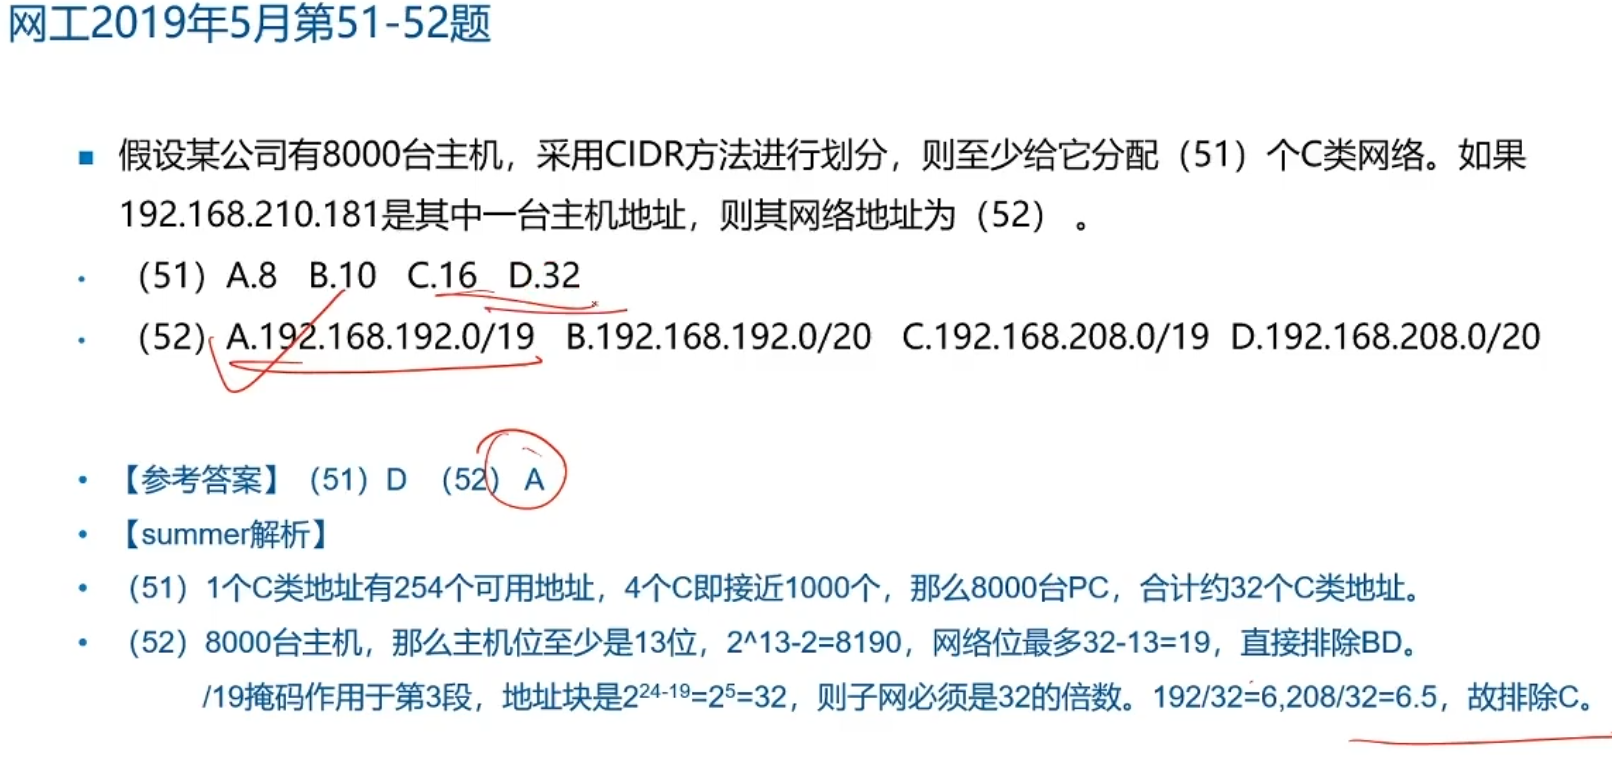 网工2019年5月第51-52题
■ 假设某公司有8000台主机，采用CIDR方法进行划分，则至少给它分配（51）个C类网络。如果
192.168.210.181是其中一台主机地址，则其网络地址为（52） 。
• （51）A.8 B.10 C.16 D.32
• （52）A.192.168.192.0/19 B.192.168.192.0/20 C.192.168.208.0/19 D.192.168.208.0/20
• 【参考答案】（51）D （52） A
• 【summer解析】
• （51）1个C类地址有254个可用地址，4个C即接近1000个，那么8000台PC，合计约32个C类地址。
• （52）8000台主机，那么主机位至少是13位，2^13-2=8190，网络位最多32-13=19，直接排除BD。
/19掩码作用于第3段，地址块是2²⁴⁻¹⁹=2⁵=32，则子网必须是32的倍数。192/32=6,208/32=6.5，故排除C。